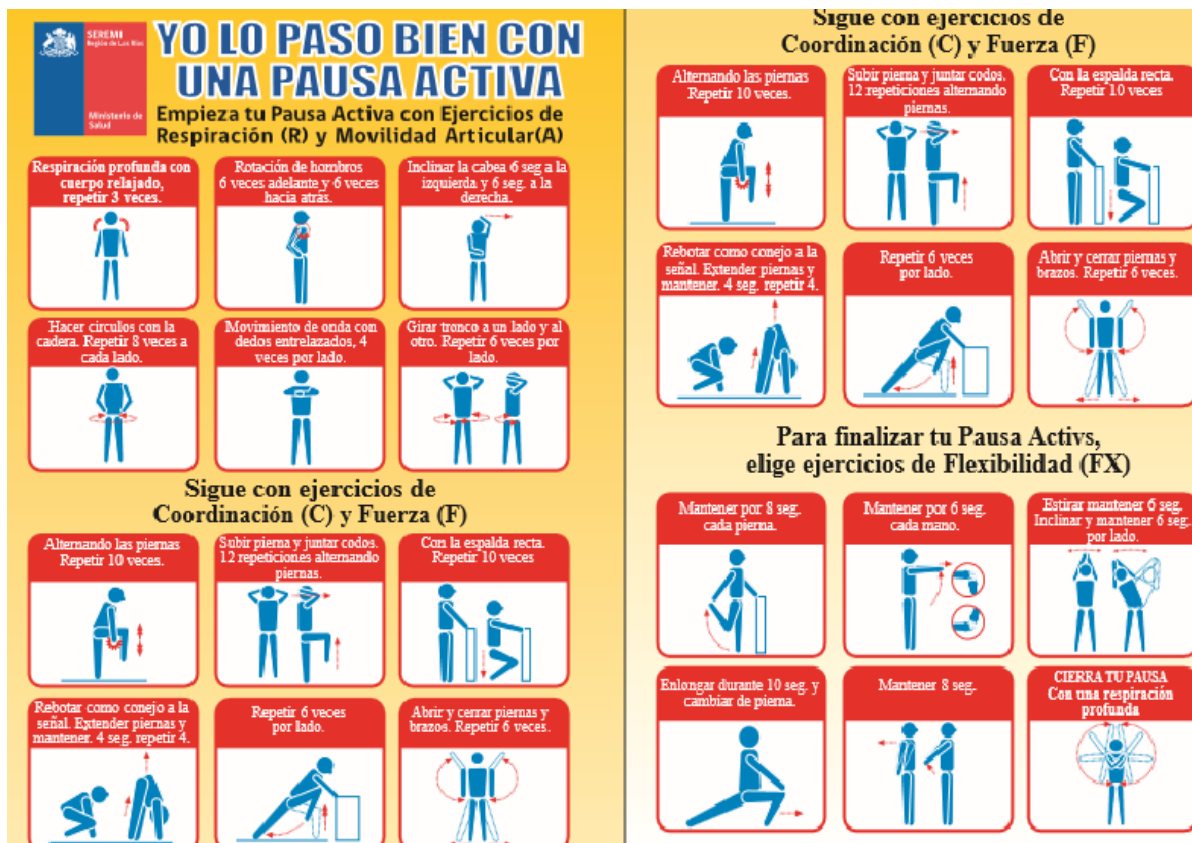 SEREMI
Región de Los Ríos
Ministerio de
Salud
YO LO PASO BIEN CON
UNA PAUSA ACTIVA
Empieza tu Pausa Activa con Ejercicios de
Respiración (R) y Movilidad Articular(A)
Respiración profunda con
cuerpo relajado,
repetir 3 veces.
Rotación de hombros
6 veces adelante y 6 veces
hacia atrás.
Inclinar la cabea 6 seg a la
izquierda y 6 seg. a la
derecha.
Hacer circulos con la
cadera. Repetir 8 veces a
cada lado.
Movimiento de onda con
dedos entrelazados, 4
veces por lado.
Girar tronco a un lado y al
otro. Repetir 6 veces por
lado.
Sigue con ejercicios de
Coordinación (C) y Fuerza (F)
Alternando las piernas
Repetir 10 veces.
Subir pierna y juntar codos.
12 repeticiones alternando
piernas.
Con la espalda recta.
Repetir 10 veces
Rebotar como conejo a la
señal. Extender piernas y
mantener. 4 seg. repetir 4.
Repetir 6 veces
por lado.
Abrir y cerrar piernas y
brazos. Repetir 6 veces.
Sigue con ejercicios de
Coordinación (C) y Fuerza (F)
Alternando las piernas
Repetir 10 veces.
Subir pierna y juntar codos.
12 repeticiones alternando
piernas.
Con la espalda recta.
Repetir 10 veces
Rebotar como conejo a la
señal. Extender piernas y
mantener. 4 seg. repetir 4.
Repetir 6 veces
por lado.
Abrir y cerrar piernas y
brazos. Repetir 6 veces.
Para finalizar tu Pausa Activs,
elige ejercicios de Flexibilidad (FX)
Mantener por 8 seg.
cada pierna.
Mantener por 6 seg.
cada mano.
Estirar mantener 6 seg.
Inclinar y mantener 6 seg.
por lado.
Enlongar durante 10 seg. y
cambiar de pierna.
Mantener 8 seg.
CIERRA TU PAUSA
Con una respiración
profunda